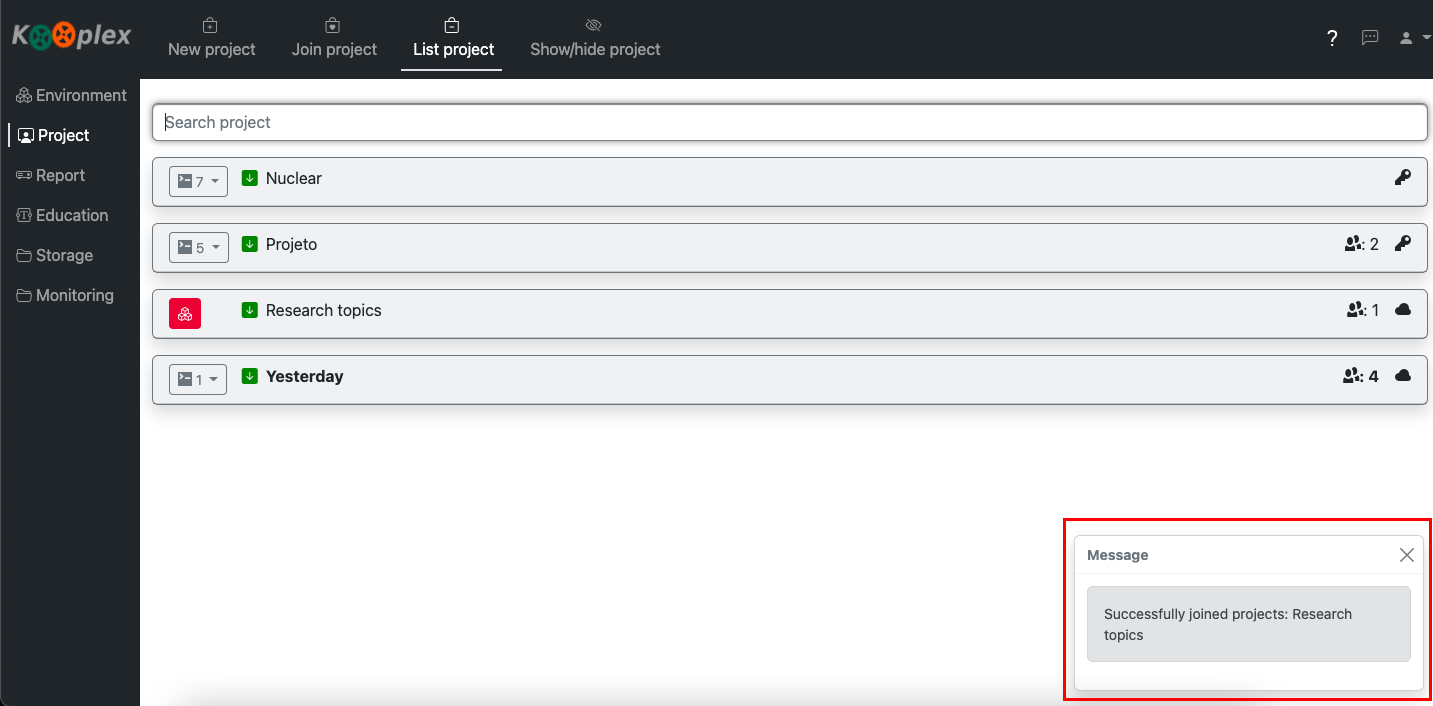 Kooplex
New project
Join project
List project
Show/hide project
?
Environment
Project
Report
Education
Storage
Monitoring
Search project
7 Nuclear
5 Projeto : 2
Research topics : 1
1 Yesterday : 4
Message
Successfully joined projects: Research
topics